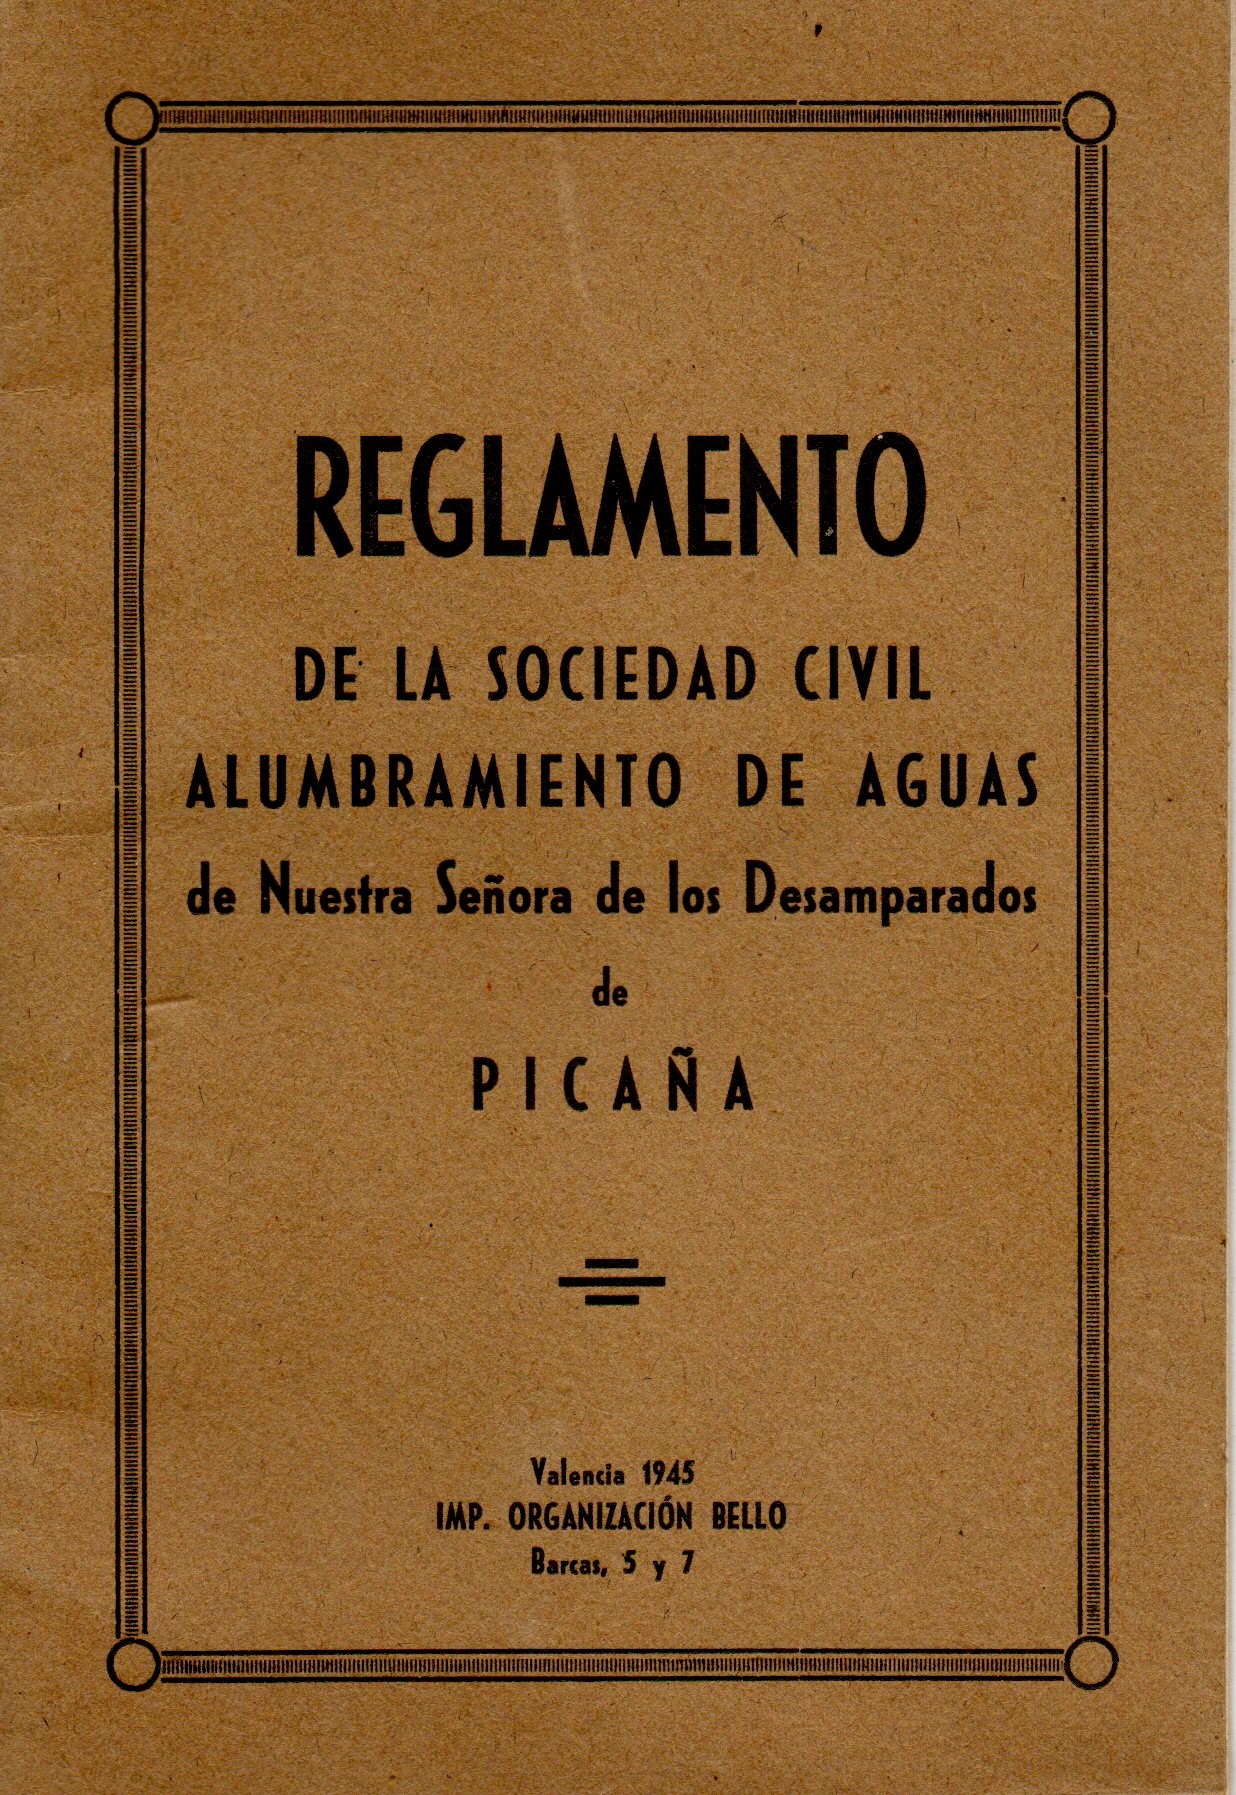 REGLAMENTO
DE LA SOCIEDAD CIVIL
ALUMBRAMIENTO DE AGUAS
de Nuestra Señora de los Desamparados
de
PICAÑA
Valencia 1945
IMP. ORGANIZACIÓN BELLO
Barcas, 5 y 7